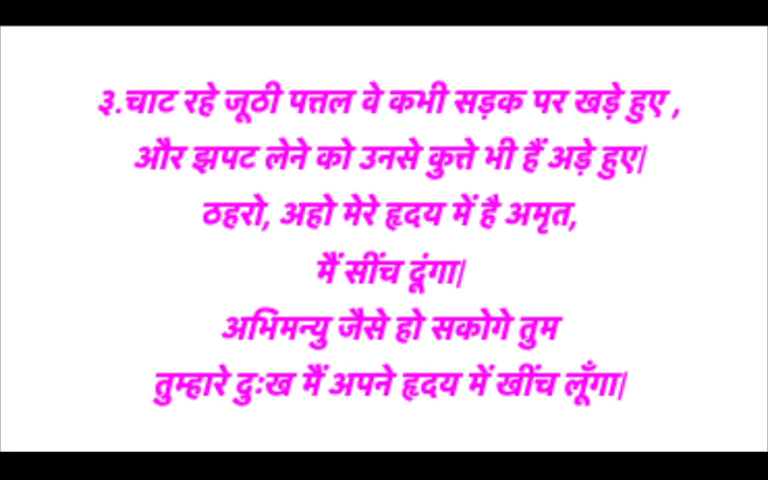 ३.चाट रहे जूठी पत्तल वे कभी सड़क पर खड़े हुए ,
और झपट लेने को उनसे कुत्ते भी हैं अड़े हुए|
ठहरो, अहो मेरे हृदय में है अमृत,
मैं सींच दूंगा|
अभिमन्यु जैसे हो सकोगे तुम
तुम्हारे दुःख मैं अपने हृदय में खींच लूँगा|